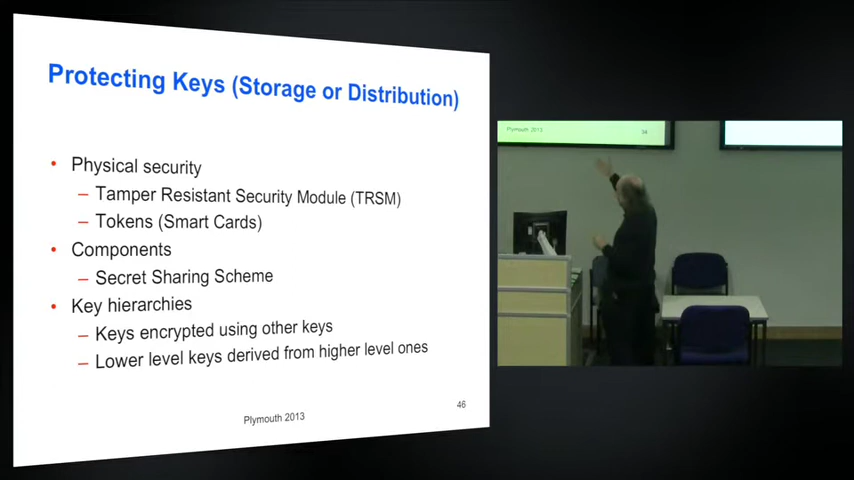 Protecting Keys (Storage or Distribution)
• Physical security
– Tamper Resistant Security Module (TRSM)
– Tokens (Smart Cards)
• Components
– Secret Sharing Scheme
• Key hierarchies
– Keys encrypted using other keys
– Lower level keys derived from higher level ones
Plymouth 2013
46
Plymouth 2013
34